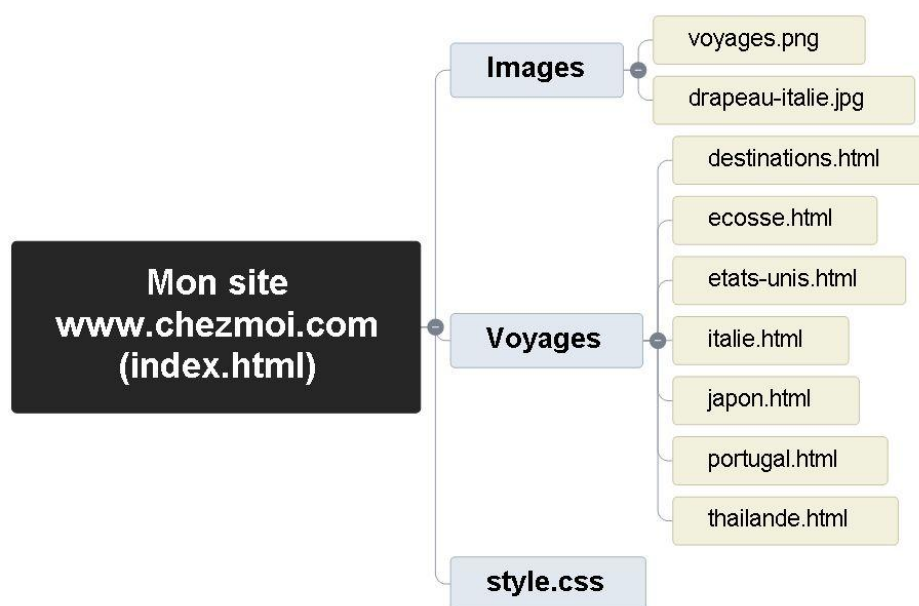 Mon site
www.chezmoi.com
(index.html)
Images
voyages.png
drapeau-italie.jpg
Voyages
destinations.html
ecosse.html
etats-unis.html
italie.html
japon.html
portugal.html
thailande.html
style.css